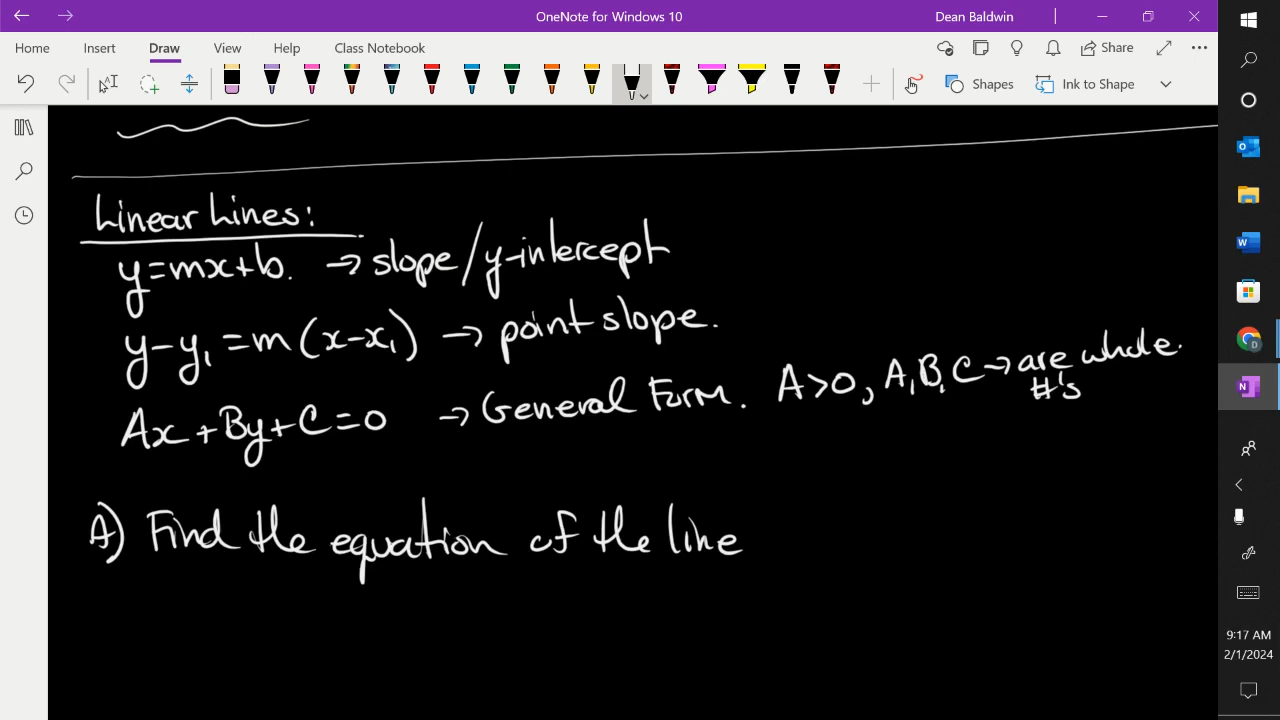 OneNote for Windows 10
Dean Baldwin
Home Insert Draw View Help Class Notebook
Share
Shapes
Ink to Shape
Linear Lines:
y=mx+b. → slope/y-intercept
y-y₁=m(x-x₁) → point slope.
Ax+By+C=0 → General Form. A>0, A,B,C→are whole.
#'s
A) Find the equation of the line
9:17 AM
2/1/2024